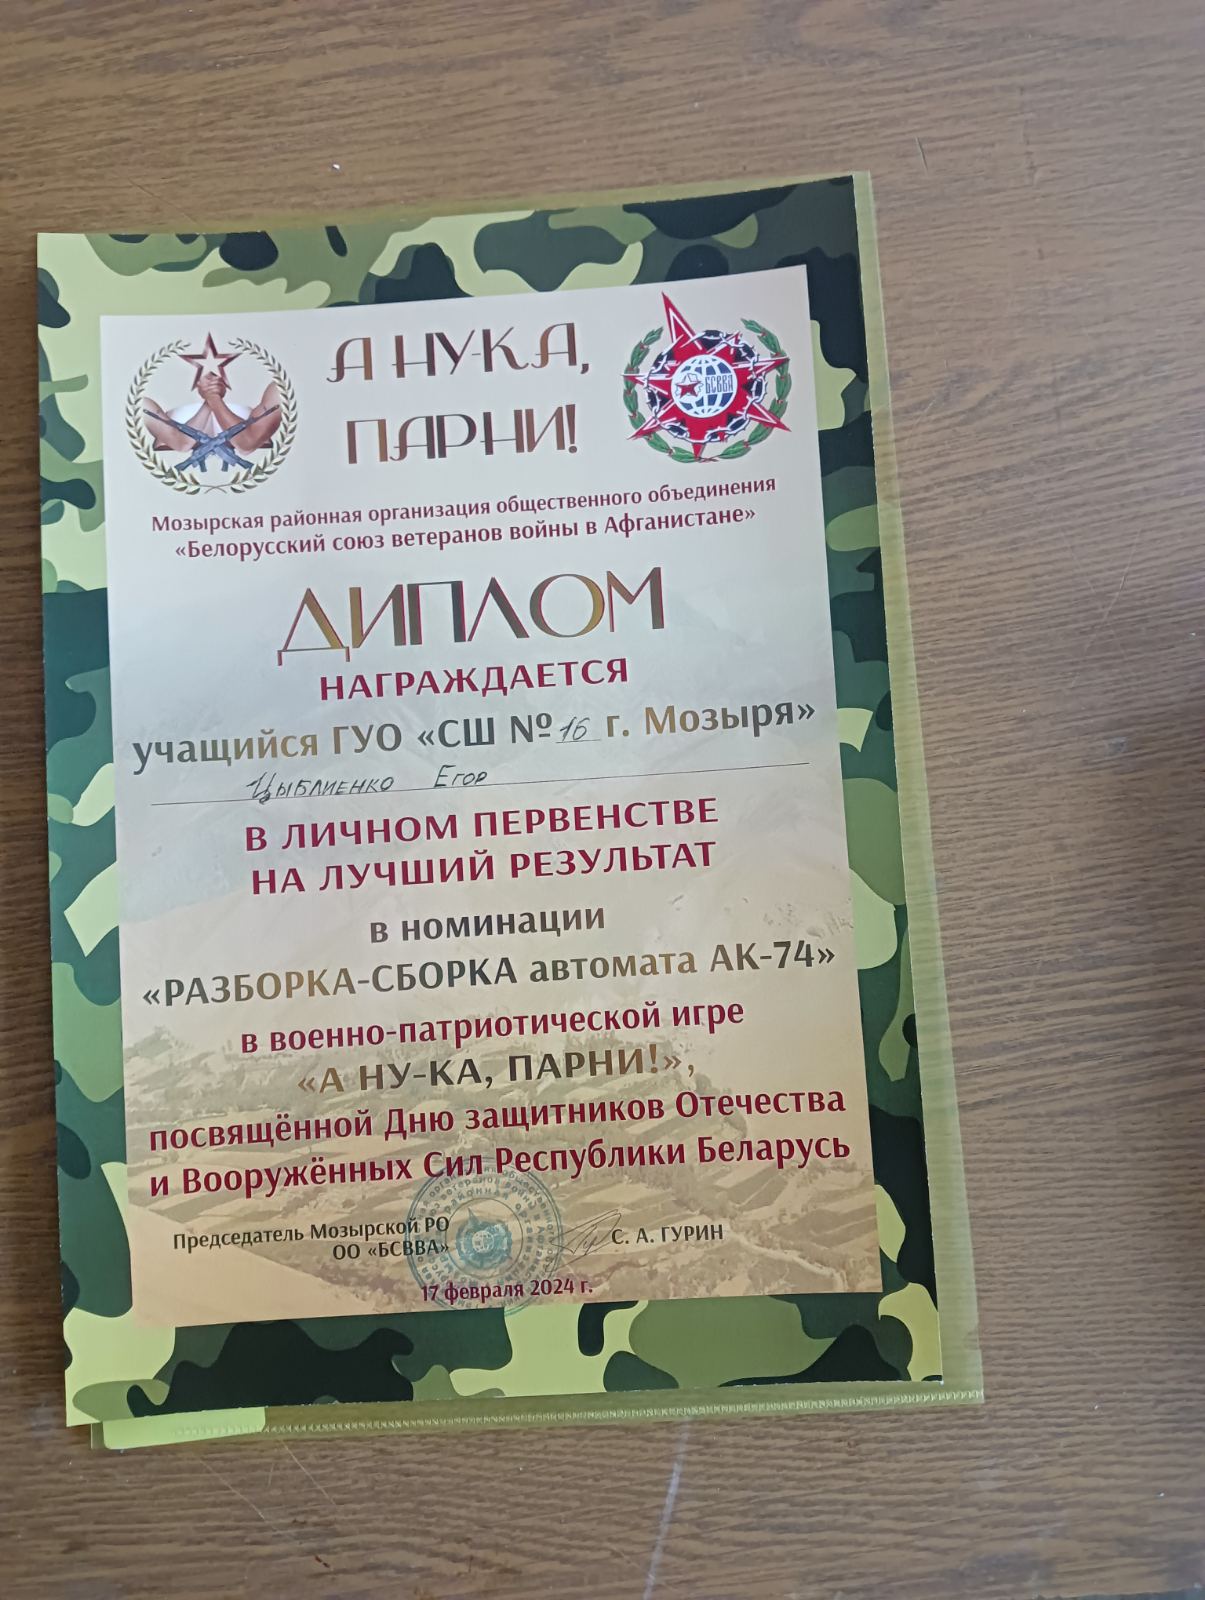 А НУ-КА,
ПАРНИ!
БСВВА
Мозырская районная организация общественного объединения
«Белорусский союз ветеранов войны в Афганистане»
ДИПЛОМ
НАГРАЖДАЕТСЯ
учащийся ГУО «СШ № 16 г. Мозыря»
Цыблиенко Егор
В ЛИЧНОМ ПЕРВЕНСТВЕ
НА ЛУЧШИЙ РЕЗУЛЬТАТ
в номинации
«РАЗБОРКА-СБОРКА автомата АК-74»
в военно-патриотической игре
«А НУ-КА, ПАРНИ!»,
посвящённой Дню защитников Отечества
и Вооружённых Сил Республики Беларусь
Председатель Мозырской РО
ОО «БСВВА»
С. А. ГУРИН
17 февраля 2024 г.